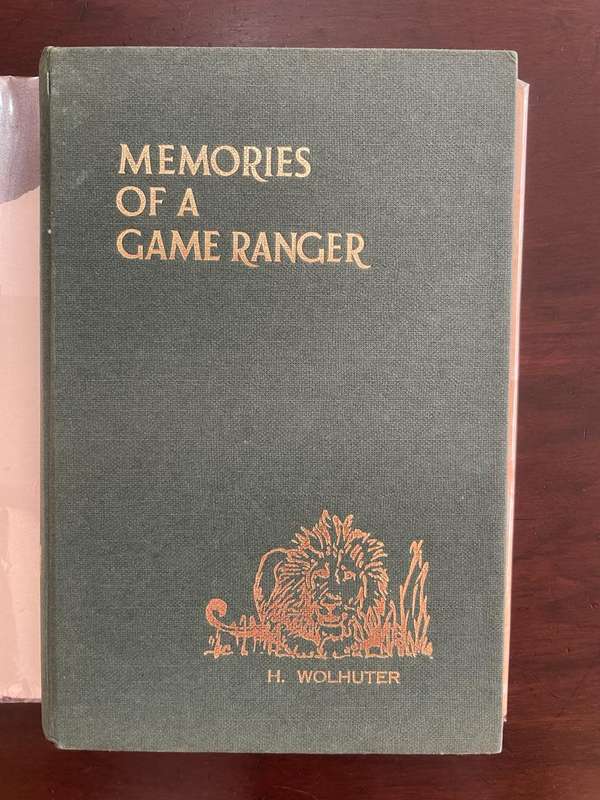 MEMORIES
OF A
GAME RANGER
H. WOLHUTER